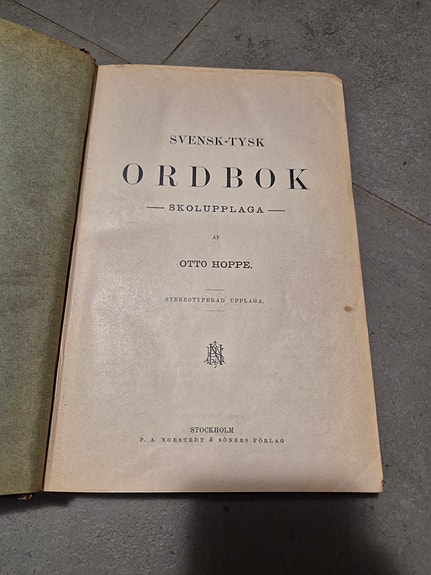 SVENSK-TYSK
ORDBOK
— SKOLUPPLAGA —
AF
OTTO HOPPE.
STEREOTYPERAD UPPLAGA.
STOCKHOLM
P. A. NORSTEDT & SÖNERS FÖRLAG